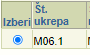 Izberi
Št. ukrepa
M06.1